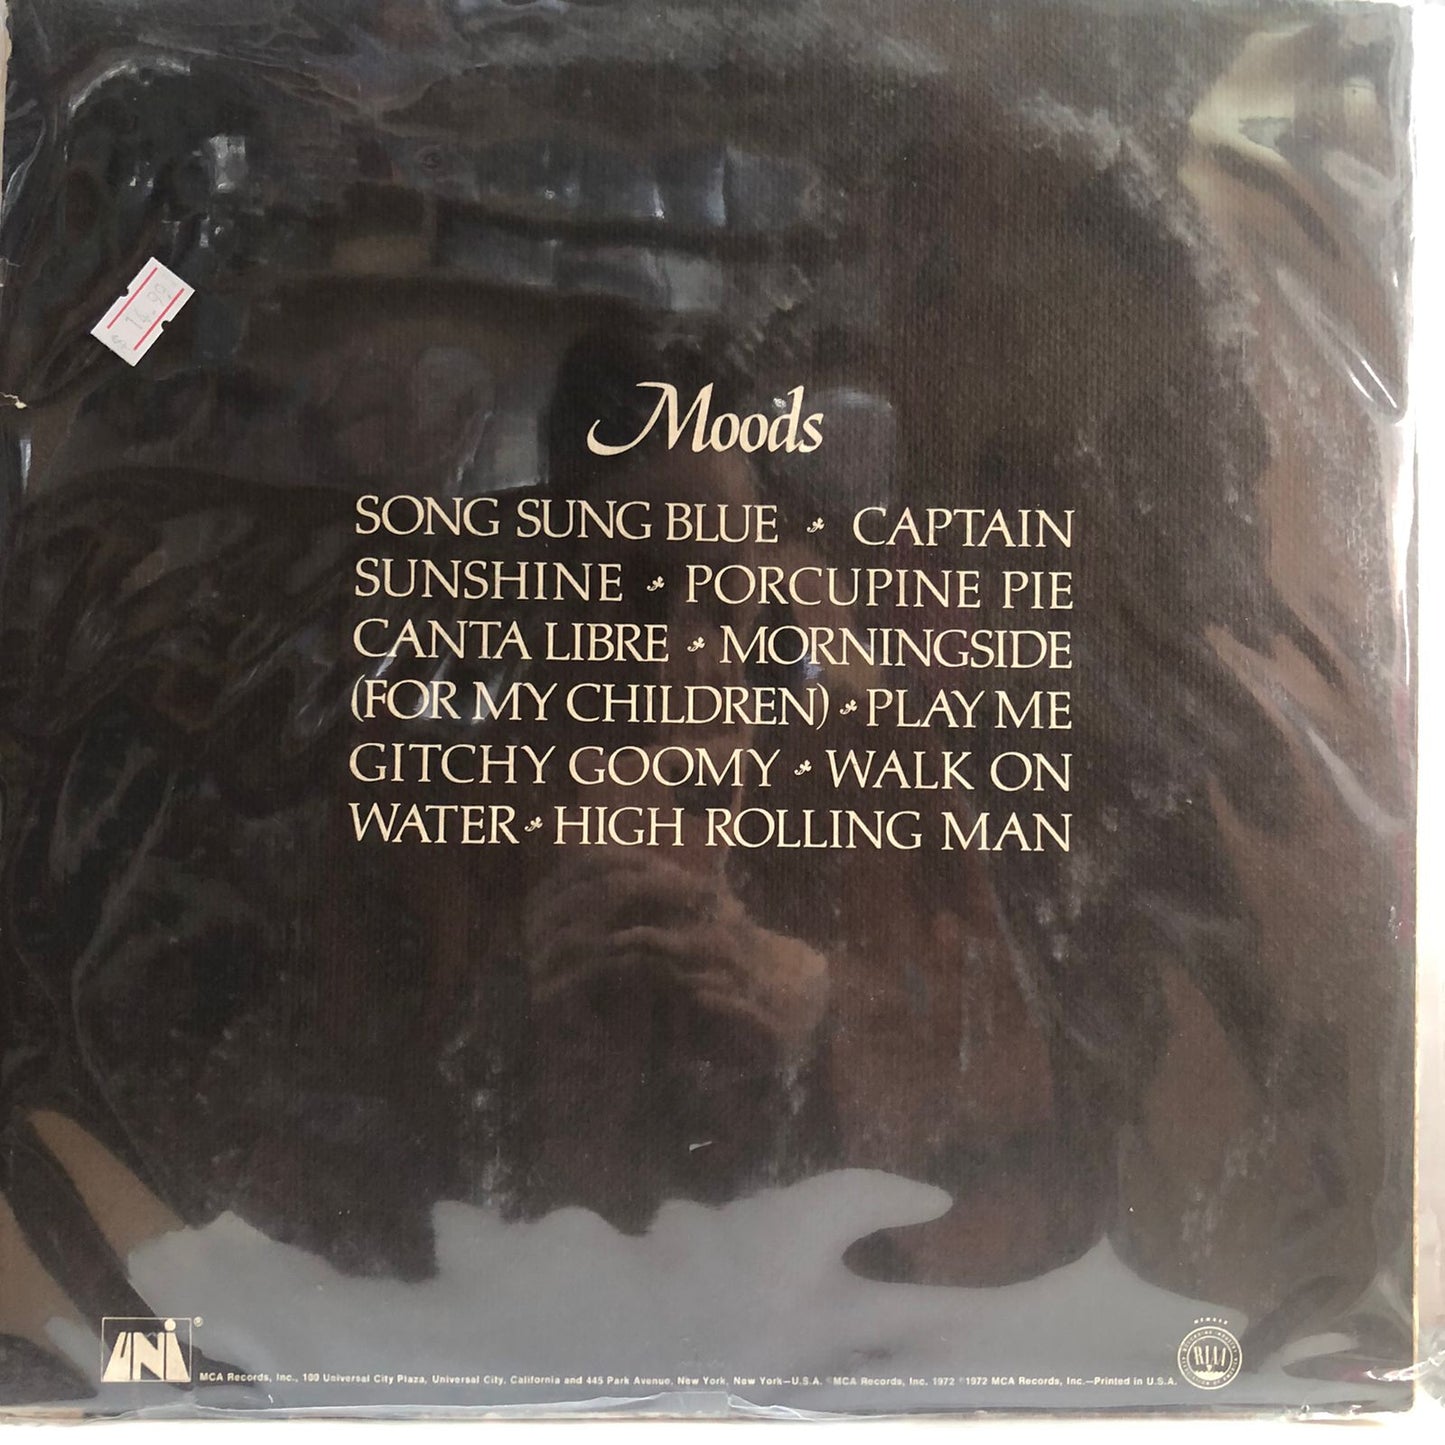 Moods
SONG SUNG BLUE CAPTAIN
SUNSHINE PORCUPINE PIE
CANTA LIBRE MORNINGSIDE
(FOR MY CHILDREN) PLAY ME
GITCHY GOOMY WALK ON
WATER HIGH ROLLING MAN
UNI ®
MCA Records, Inc., 100 Universal City Plaza, Universal City, California and 445 Park Avenue, New York, New York—U.S.A. ©MCA Records, Inc. 1972 ℗1972 MCA Records, Inc.—Printed in U.S.A.
MEMBER
RIAA